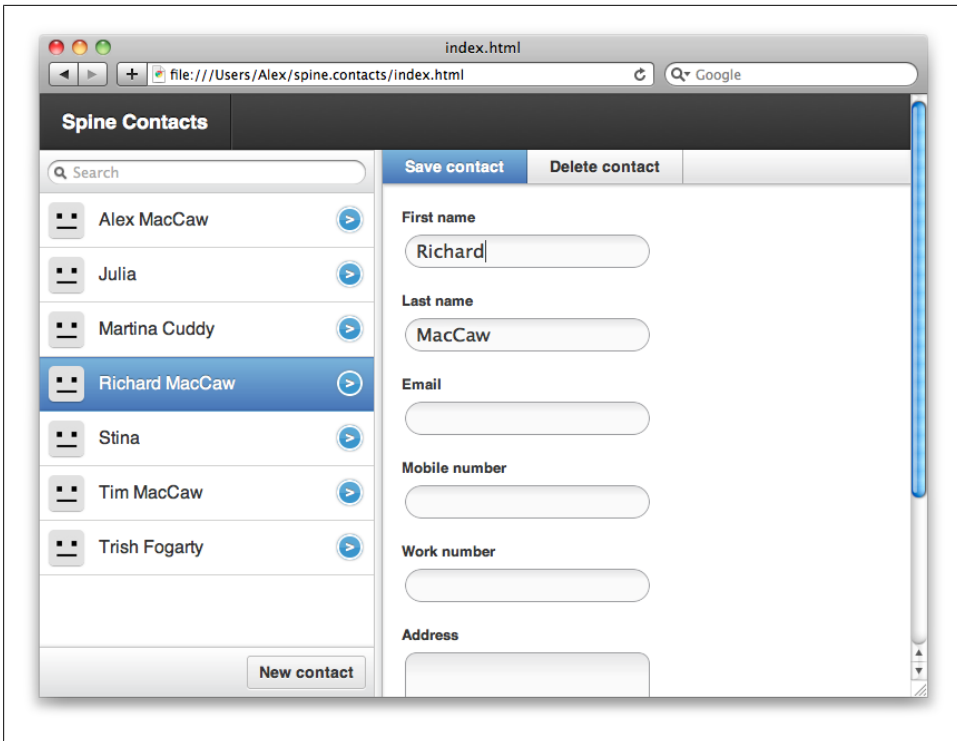 index.html
file:///Users/Alex/spine.contacts/index.html
Google
Spine Contacts
Search
Alex MacCaw
>
Julia
>
Martina Cuddy
>
Richard MacCaw
>
Stina
>
Tim MacCaw
>
Trish Fogarty
>
New contact
Save contact
Delete contact
First name
Richard
Last name
MacCaw
Email
Mobile number
Work number
Address